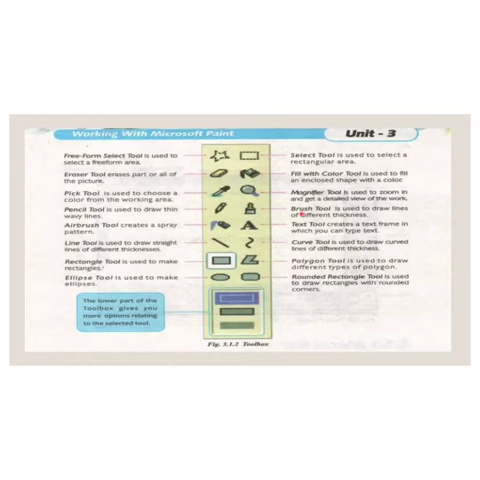 Working With Microsoft Paint
Unit - 3
Free-Form Select Tool is used to
select a freeform area.
Eraser Tool erases part or all of
the picture.
Pick Tool is used to choose a
color from the working area.
Pencil Tool is used to draw thin
wavy lines.
Airbrush Tool creates a spray
pattern.
Line Tool is used to draw straight
lines of different thicknesses.
Rectangle Tool is used to make
rectangles.
Ellipse Tool is used to make
ellipses.
The lower part of the
Toolbox gives you
more options relating
to the selected tool.
Select Tool is used to select a
rectangular area.
Fill with Color Tool is used to fill
an enclosed shape with a color.
Magnifier Tool is used to zoom in
and get a detailed view of the work.
Brush Tool is used to draw lines
of different thickness.
Text Tool creates a text frame in
which you can type text.
Curve Tool is used to draw curved
lines of different thickness.
Polygon Tool is used to draw
different types of polygon.
Rounded Rectangle Tool is used
to draw rectangles with rounded
corners.
A
Fig. 3.1.2 Toolbox